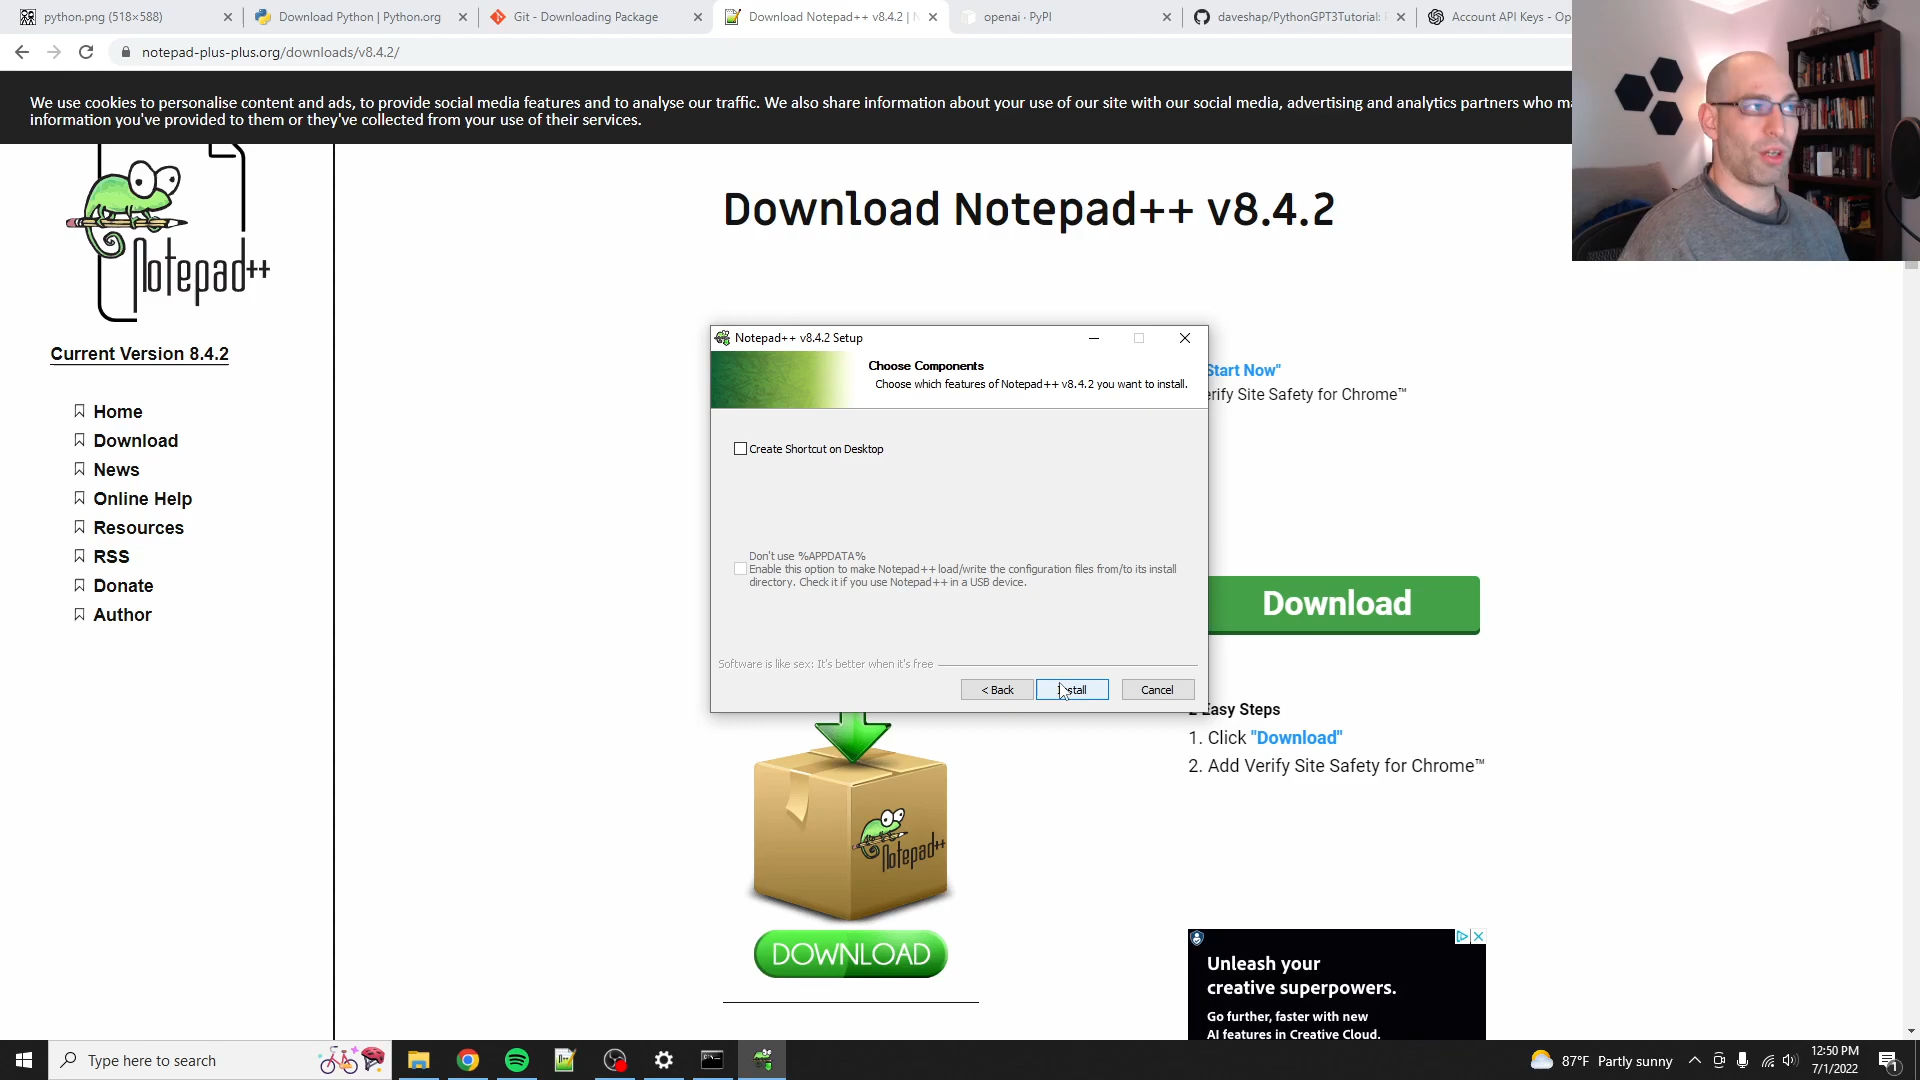 python.png (518×588)
Download Python | Python.org
Git - Downloading Package
Download Notepad++ v8.4.2 |
openai · PyPI
daveshap/PythonGPT3Tutorial:
Account API Keys - Op
notepad-plus-plus.org/downloads/v8.4.2/
We use cookies to personalise content and ads, to provide social media features and to analyse our traffic. We also share information about your use of our site with our social media, advertising and analytics partners who m
information you've provided to them or they've collected from your use of their services.
Notepad++
Current Version 8.4.2
Home
Download
News
Online Help
Resources
RSS
Donate
Author
Download Notepad++ v8.4.2
Notepad++ v8.4.2 Setup
Choose Components
Choose which features of Notepad++ v8.4.2 you want to install.
Create Shortcut on Desktop
Don't use %APPDATA%
Enable this option to make Notepad++ load/write the configuration files from/to its install
directory. Check it if you use Notepad++ in a USB device.
Software is like sex: It's better when it's free
< Back
Install
Cancel
Start Now"
erify Site Safety for Chrome™
Download
2 Easy Steps
1. Click "Download"
2. Add Verify Site Safety for Chrome™
Notepad++
DOWNLOAD
Unleash your
creative superpowers.
Go further, faster with new
AI features in Creative Cloud.
Type here to search
87°F Partly sunny
12:50 PM
7/1/2022
1